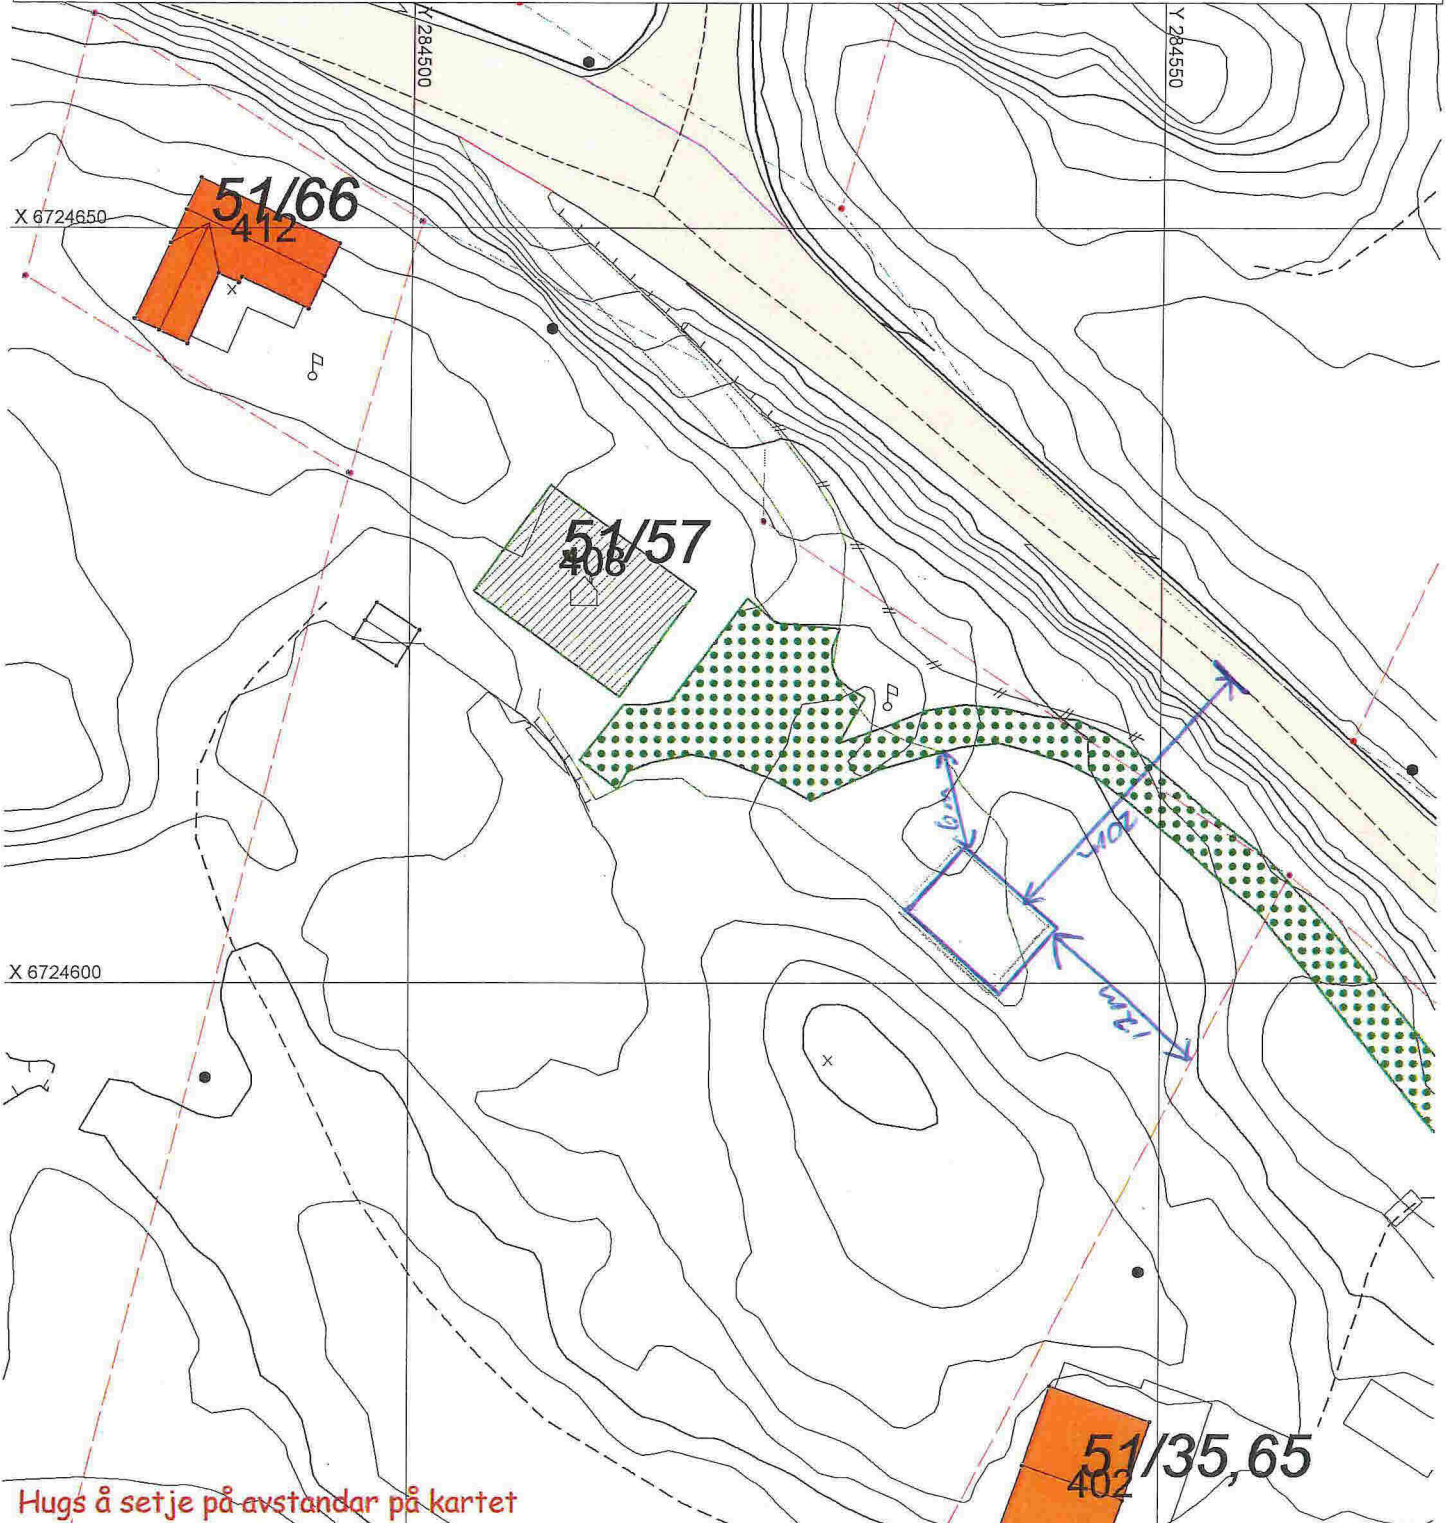 Y 284500
Y 284550
51/66
412
X 6724650
51/57
408
20m
X 6724600
12m
51/35,65
402
Hugs å setje på avstandar på kartet